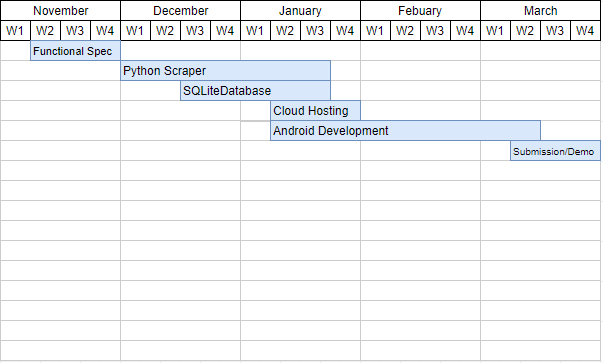 November December January Febuary March
W1 W2 W3 W4 W1 W2 W3 W4 W1 W2 W3 W4 W1 W2 W3 W4 W1 W2 W3 W4
Functional Spec
Python Scraper
SQLiteDatabase
Cloud Hosting
Android Development
Submission/Demo